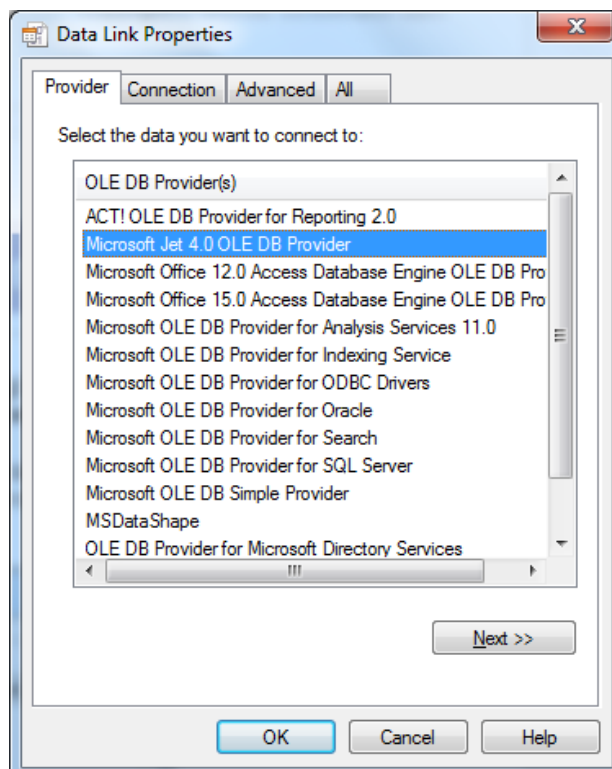 Data Link Properties
Provider Connection Advanced All
Select the data you want to connect to:
OLE DB Provider(s)
ACT! OLE DB Provider for Reporting 2.0
Microsoft Jet 4.0 OLE DB Provider
Microsoft Office 12.0 Access Database Engine OLE DB Pro
Microsoft Office 15.0 Access Database Engine OLE DB Pro
Microsoft OLE DB Provider for Analysis Services 11.0
Microsoft OLE DB Provider for Indexing Service
Microsoft OLE DB Provider for ODBC Drivers
Microsoft OLE DB Provider for Oracle
Microsoft OLE DB Provider for Search
Microsoft OLE DB Provider for SQL Server
Microsoft OLE DB Simple Provider
MSDataShape
OLE DB Provider for Microsoft Directory Services
Next >>
OK Cancel Help